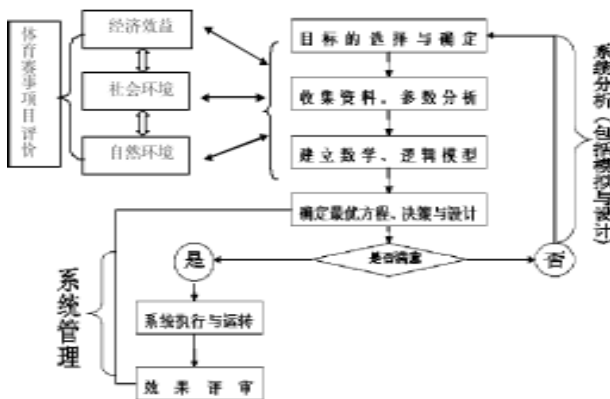 体育赛事项目评价
经济效益
社会环境
自然环境
目标的选择与确定
收集资料、参数分析
建立数学、逻辑模型
确定最优方程、决策与设计
是否满意
是
否
系统执行与运转
效果评审
系统管理
系统分析（包括模拟与设计）